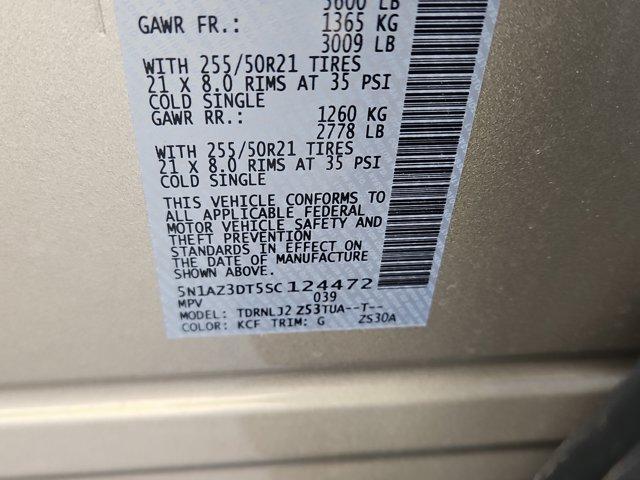 5600 LB
GAWR FR.: 1365 KG
3009 LB
WITH 255/50R21 TIRES
21 X 8.0 RIMS AT 35 PSI
COLD SINGLE
GAWR RR.: 1260 KG
2778 LB
WITH 255/50R21 TIRES
21 X 8.0 RIMS AT 35 PSI
COLD SINGLE
THIS VEHICLE CONFORMS TO
ALL APPLICABLE FEDERAL
MOTOR VEHICLE SAFETY AND
THEFT PREVENTION
STANDARDS IN EFFECT ON
THE DATE OF MANUFACTURE
SHOWN ABOVE.
5N1AZ3DT5SC124472
MPV 039
MODEL: TDRNLJ2 ZS3TUA--T--
COLOR: KCF TRIM: G ZS30A